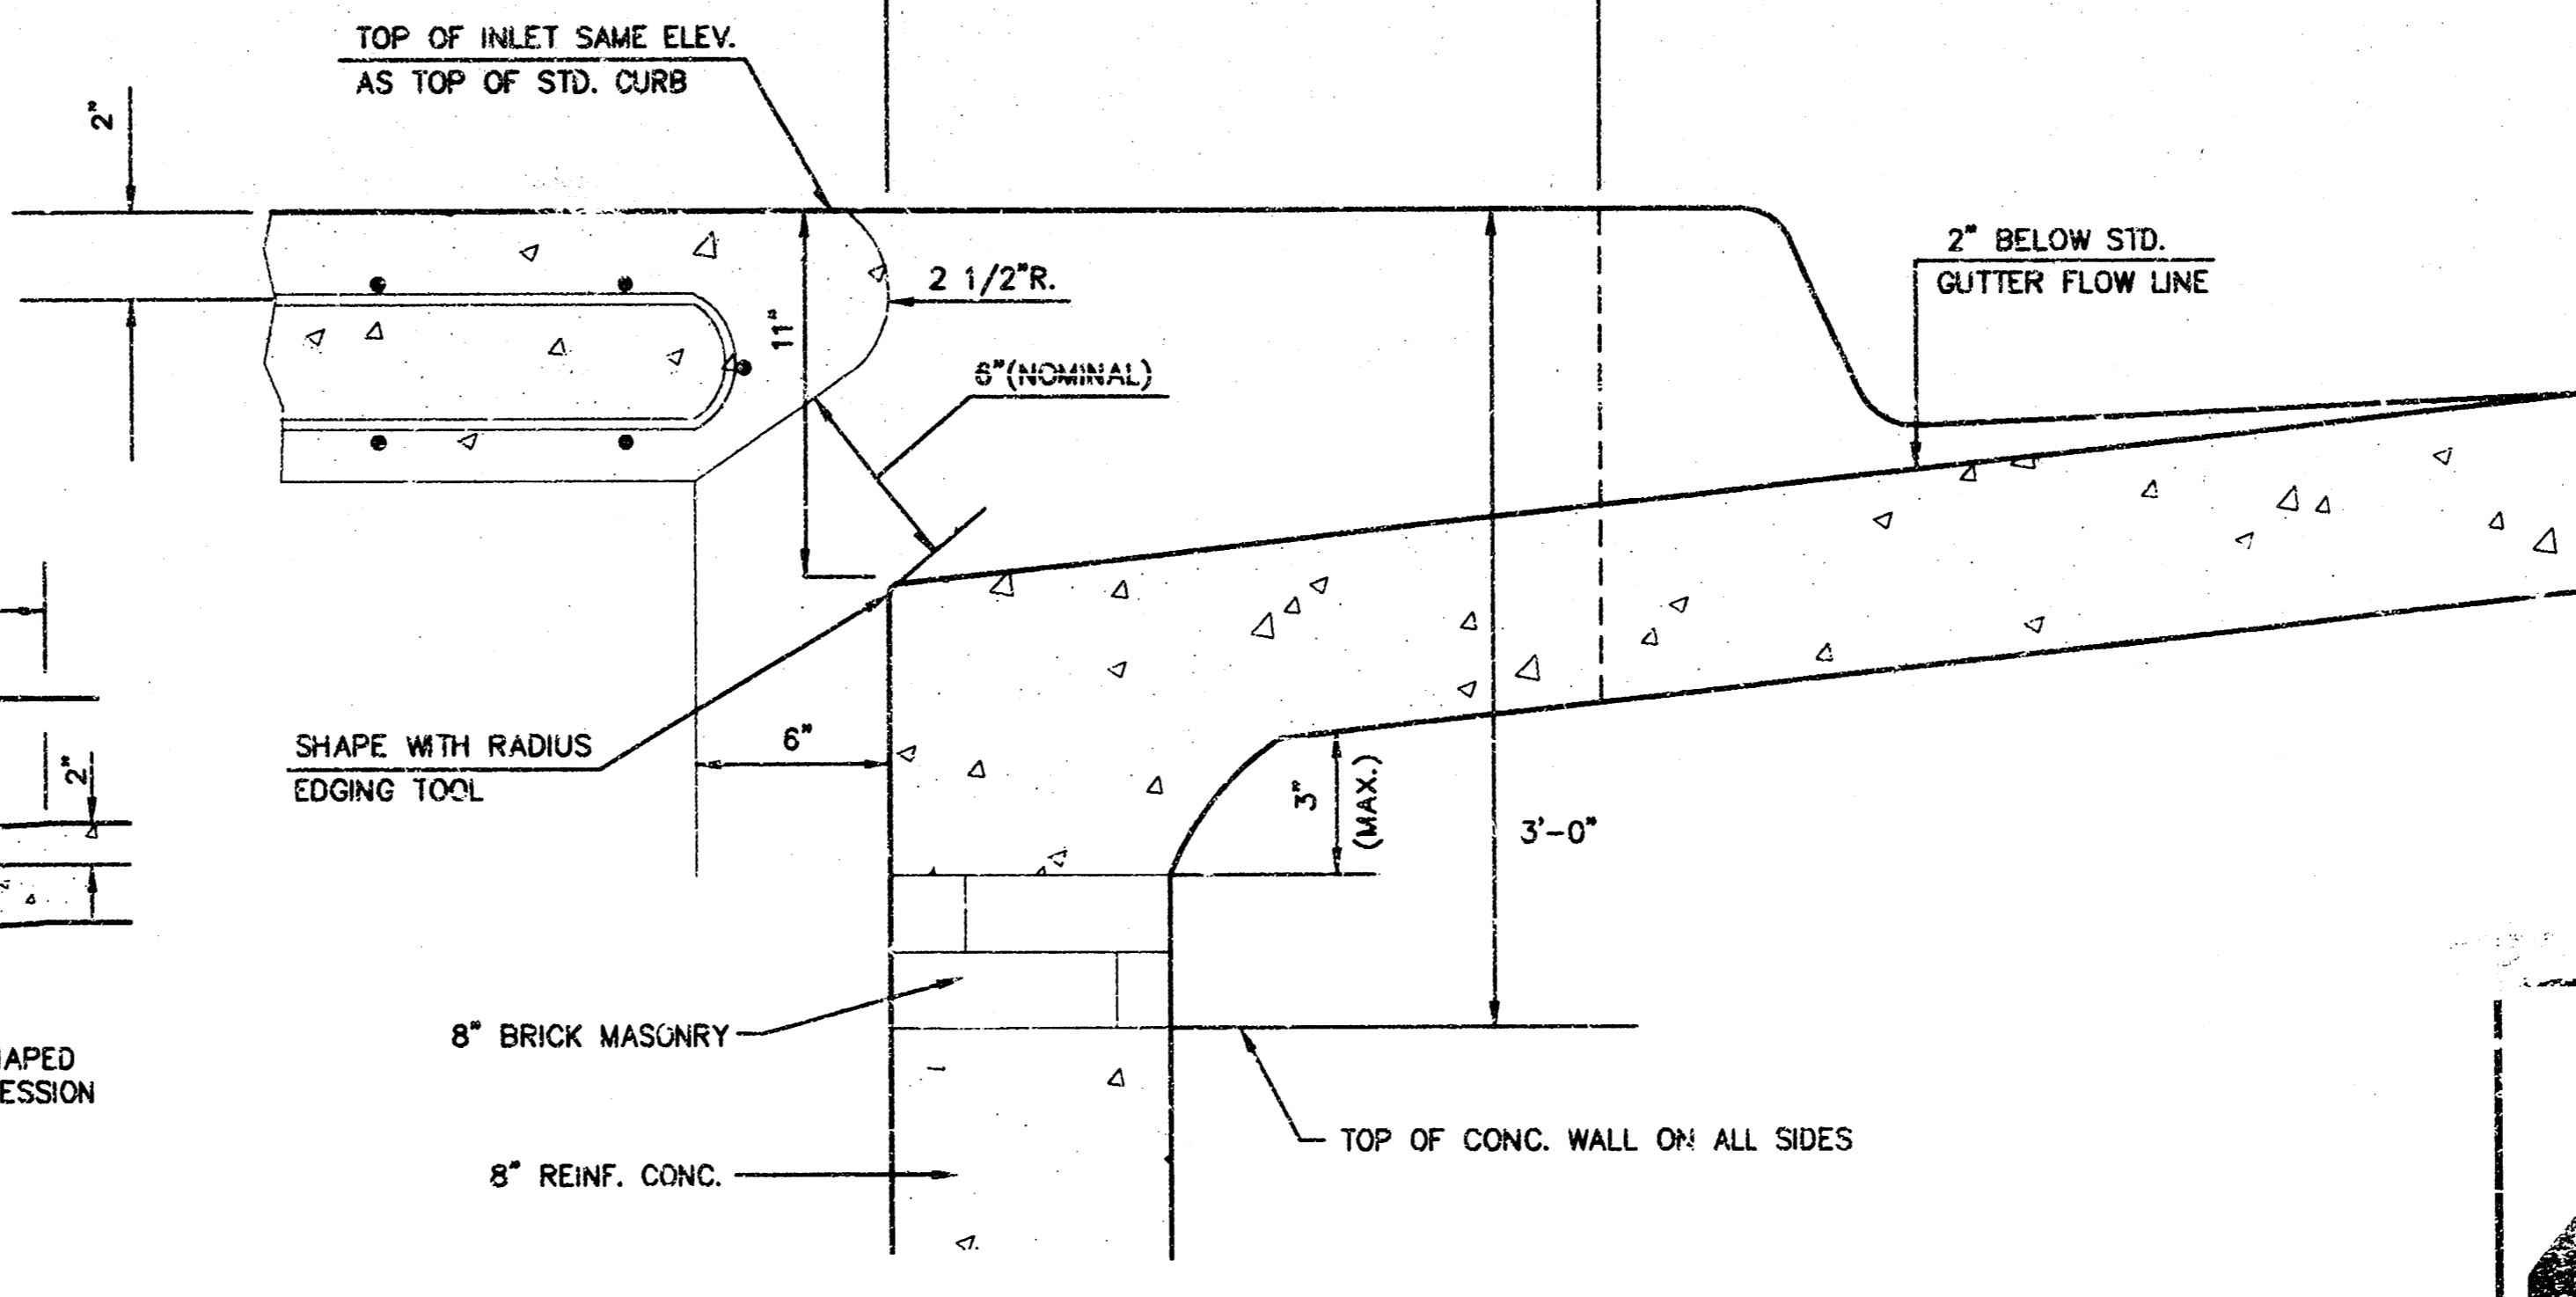 TOP OF INLET SAME ELEV.
AS TOP OF STD. CURB
2"
2" BELOW STD.
GUTTER FLOW LINE
2 1/2"R.
11"
6"(NOMINAL)
SHAPE WITH RADIUS
EDGING TOOL
6"
2"
3"
(MAX.)
3'-0"
8" BRICK MASONRY
HAPED
ESSION
TOP OF CONC. WALL ON ALL SIDES
8" REINF. CONC.